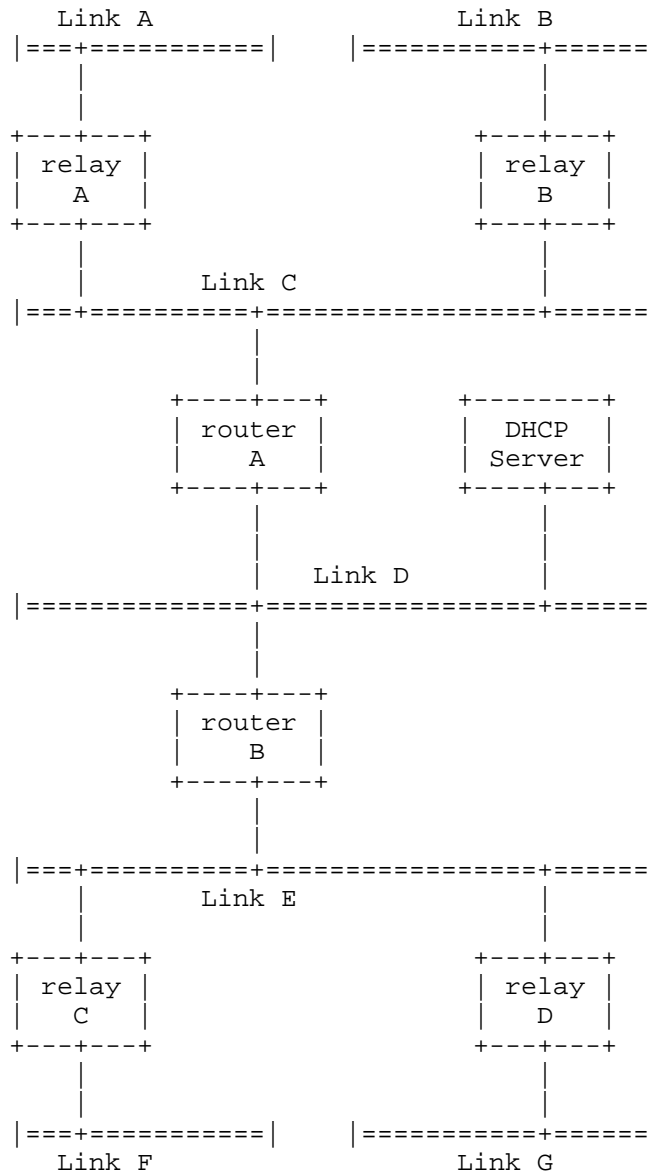 Link A Link B
|===+===========| |===========+======
| |
| |
+---+---+ +---+---+
| relay | | relay |
| A | | B |
+---+---+ +---+---+
| |
| Link C |
|===+==========+================+======
|
|
+----+---+ +--------+
| router | | DHCP |
| A | | Server |
+----+---+ +----+---+
| |
| |
| Link D |
|==============+================+======
|
|
+----+---+
| router |
| B |
+----+---+
|
|
|===+==========+================+======
| Link E |
| |
+---+---+ +---+---+
| relay | | relay |
| C | | D |
+---+---+ +---+---+
| |
| |
|===+===========| |===========+======
Link F Link G